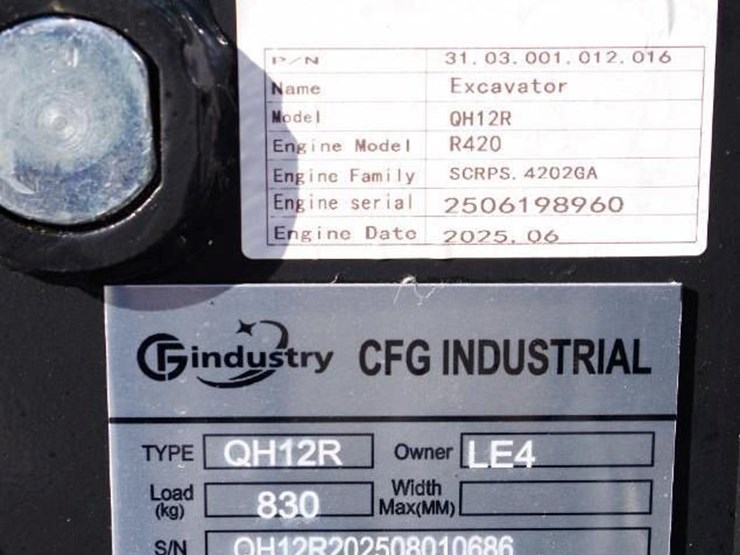 P/N 31.03.001.012.016
Name Excavator
Model QH12R
Engine Model R420
Engine Family SCRPS.4202GA
Engine serial 2506198960
Engine Date 2025.06
CFGindustry CFG INDUSTRIAL
TYPE QH12R Owner LE4
Load (kg) 830 Width Max(MM)
S/N QH12R202508010686